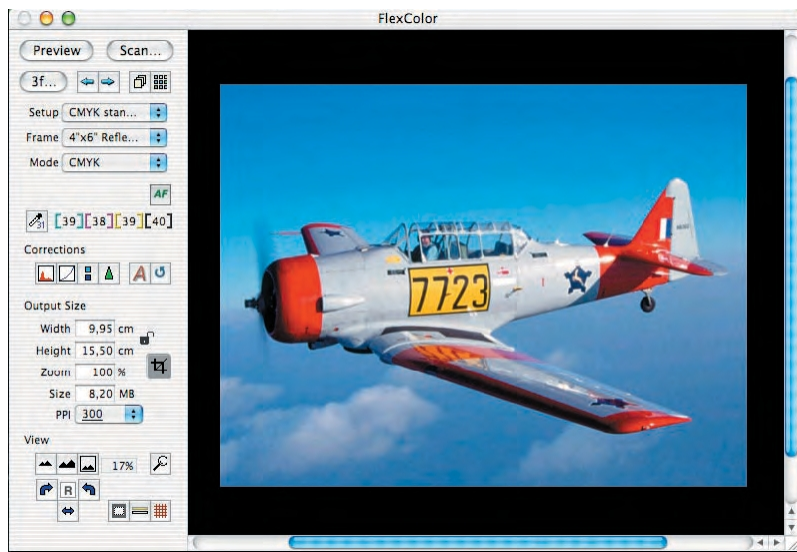 FlexColor
Preview Scan...
3f...
Setup CMYK stan...
Frame 4"x6" Refle...
Mode CMYK
AF
31 [39][38][39][40]
Corrections
A
Output Size
Width 9,95 cm
Height 15,50 cm
Zoom 100 %
Size 8,20 MB
PPI 300
View
17%
R
7723